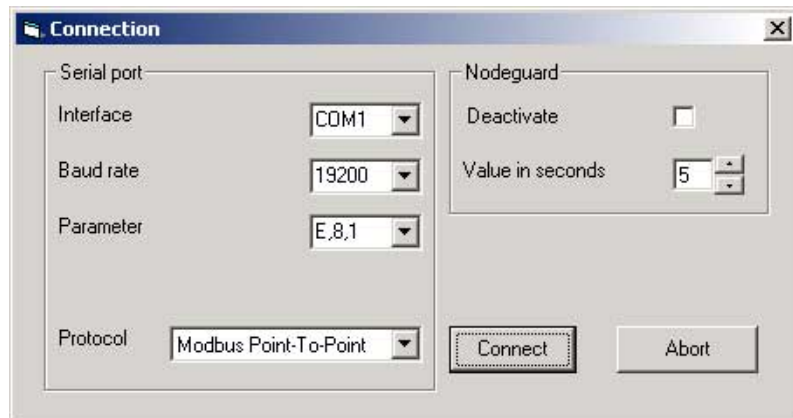 Connection
Serial port
Interface
COM1
Baud rate
19200
Parameter
E,8,1
Protocol
Modbus Point-To-Point
Nodeguard
Deactivate
Value in seconds
5
Connect
Abort